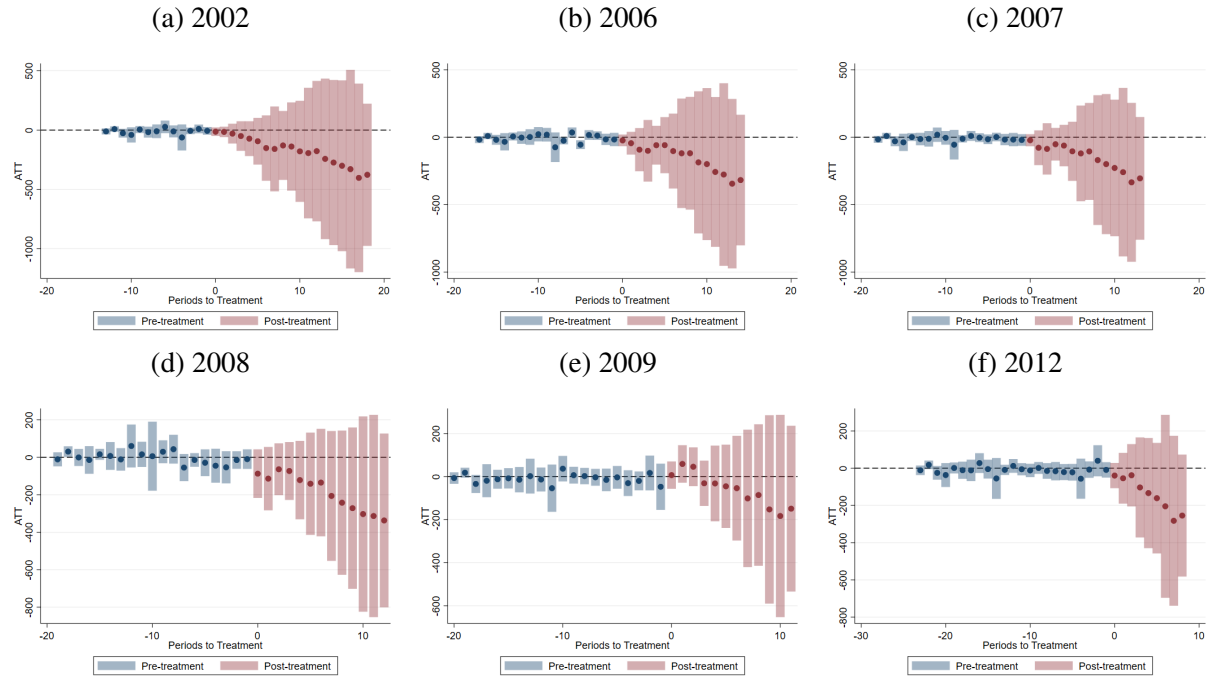 (a) 2002
(b) 2006
(c) 2007
500
0
-500
-1000
ATT
-20
-10
0
10
20
Periods to Treatment
Pre-treatment
Post-treatment
500
0
-500
-1000
ATT
-20
-10
0
10
20
Periods to Treatment
Pre-treatment
Post-treatment
500
0
-500
-1000
ATT
-20
-10
0
10
20
Periods to Treatment
Pre-treatment
Post-treatment
(d) 2008
(e) 2009
(f) 2012
200
0
-200
-400
-600
-800
ATT
-20
-10
0
10
Periods to Treatment
Pre-treatment
Post-treatment
200
0
-200
-400
-600
ATT
-20
-10
0
10
Periods to Treatment
Pre-treatment
Post-treatment
200
0
-200
-400
-600
-800
ATT
-30
-20
-10
0
10
Periods to Treatment
Pre-treatment
Post-treatment